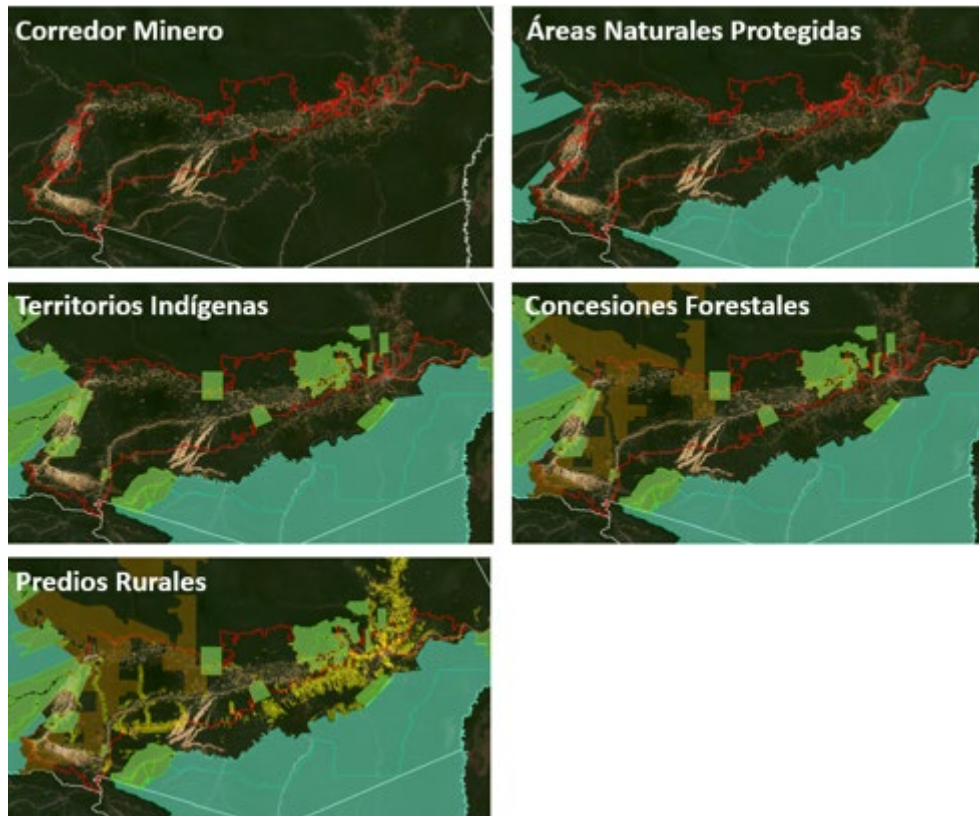 Corredor Minero
Áreas Naturales Protegidas
Territorios Indígenas
Concesiones Forestales
Predios Rurales